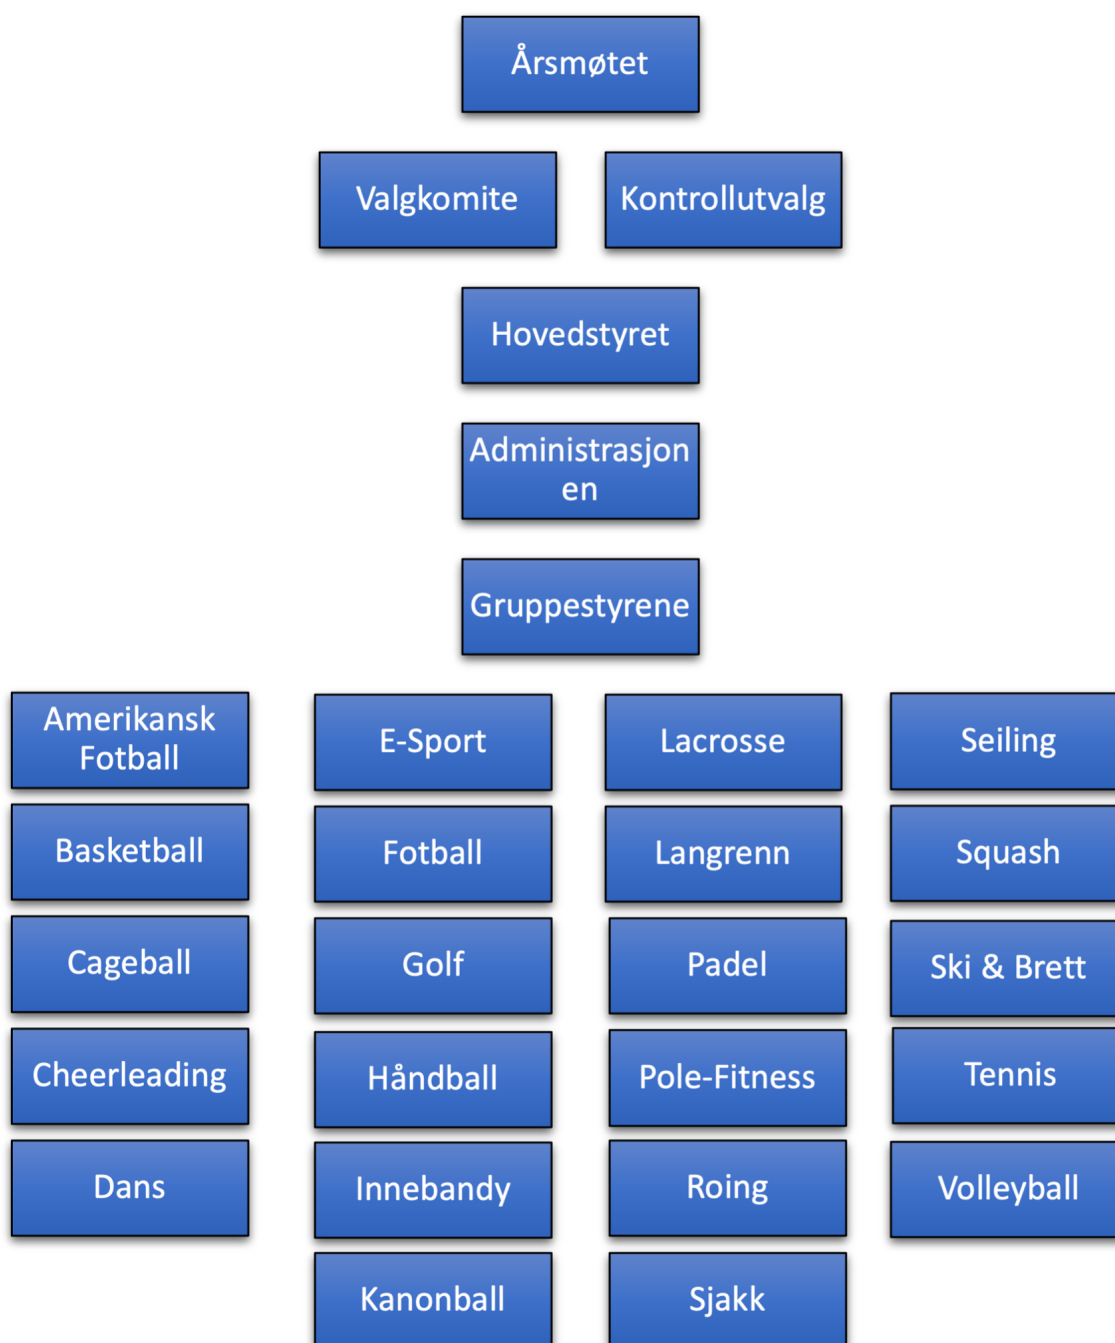 Årsmøtet
Valgkomite
Kontrollutvalg
Hovedstyret
Administrasjon
en
Gruppestyrene
Amerikansk
Fotball
E-Sport
Lacrosse
Seiling
Basketball
Fotball
Langrenn
Squash
Cageball
Golf
Padel
Ski & Brett
Cheerleading
Håndball
Pole-Fitness
Tennis
Dans
Innebandy
Roing
Volleyball
Kanonball
Sjakk